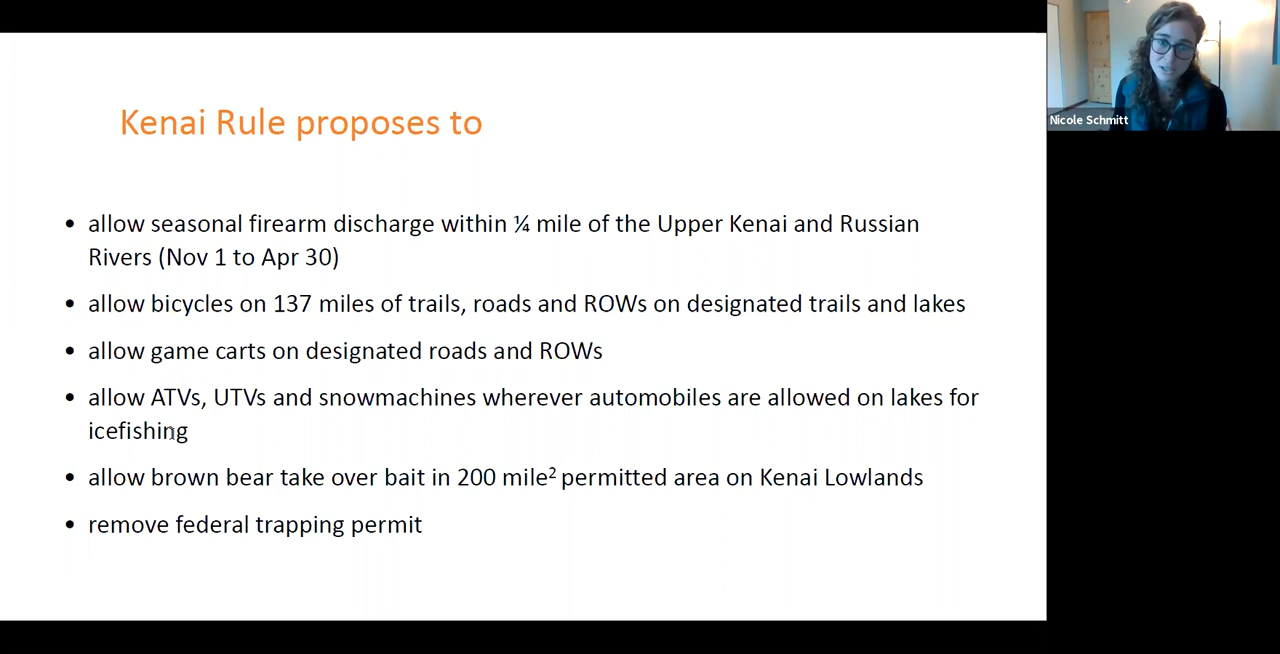 Kenai Rule proposes to
• allow seasonal firearm discharge within ¼ mile of the Upper Kenai and Russian
Rivers (Nov 1 to Apr 30)
• allow bicycles on 137 miles of trails, roads and ROWs on designated trails and lakes
• allow game carts on designated roads and ROWs
• allow ATVs, UTVs and snowmachines wherever automobiles are allowed on lakes for
icefishing
• allow brown bear take over bait in 200 mile² permitted area on Kenai Lowlands
• remove federal trapping permit
Nicole Schmitt